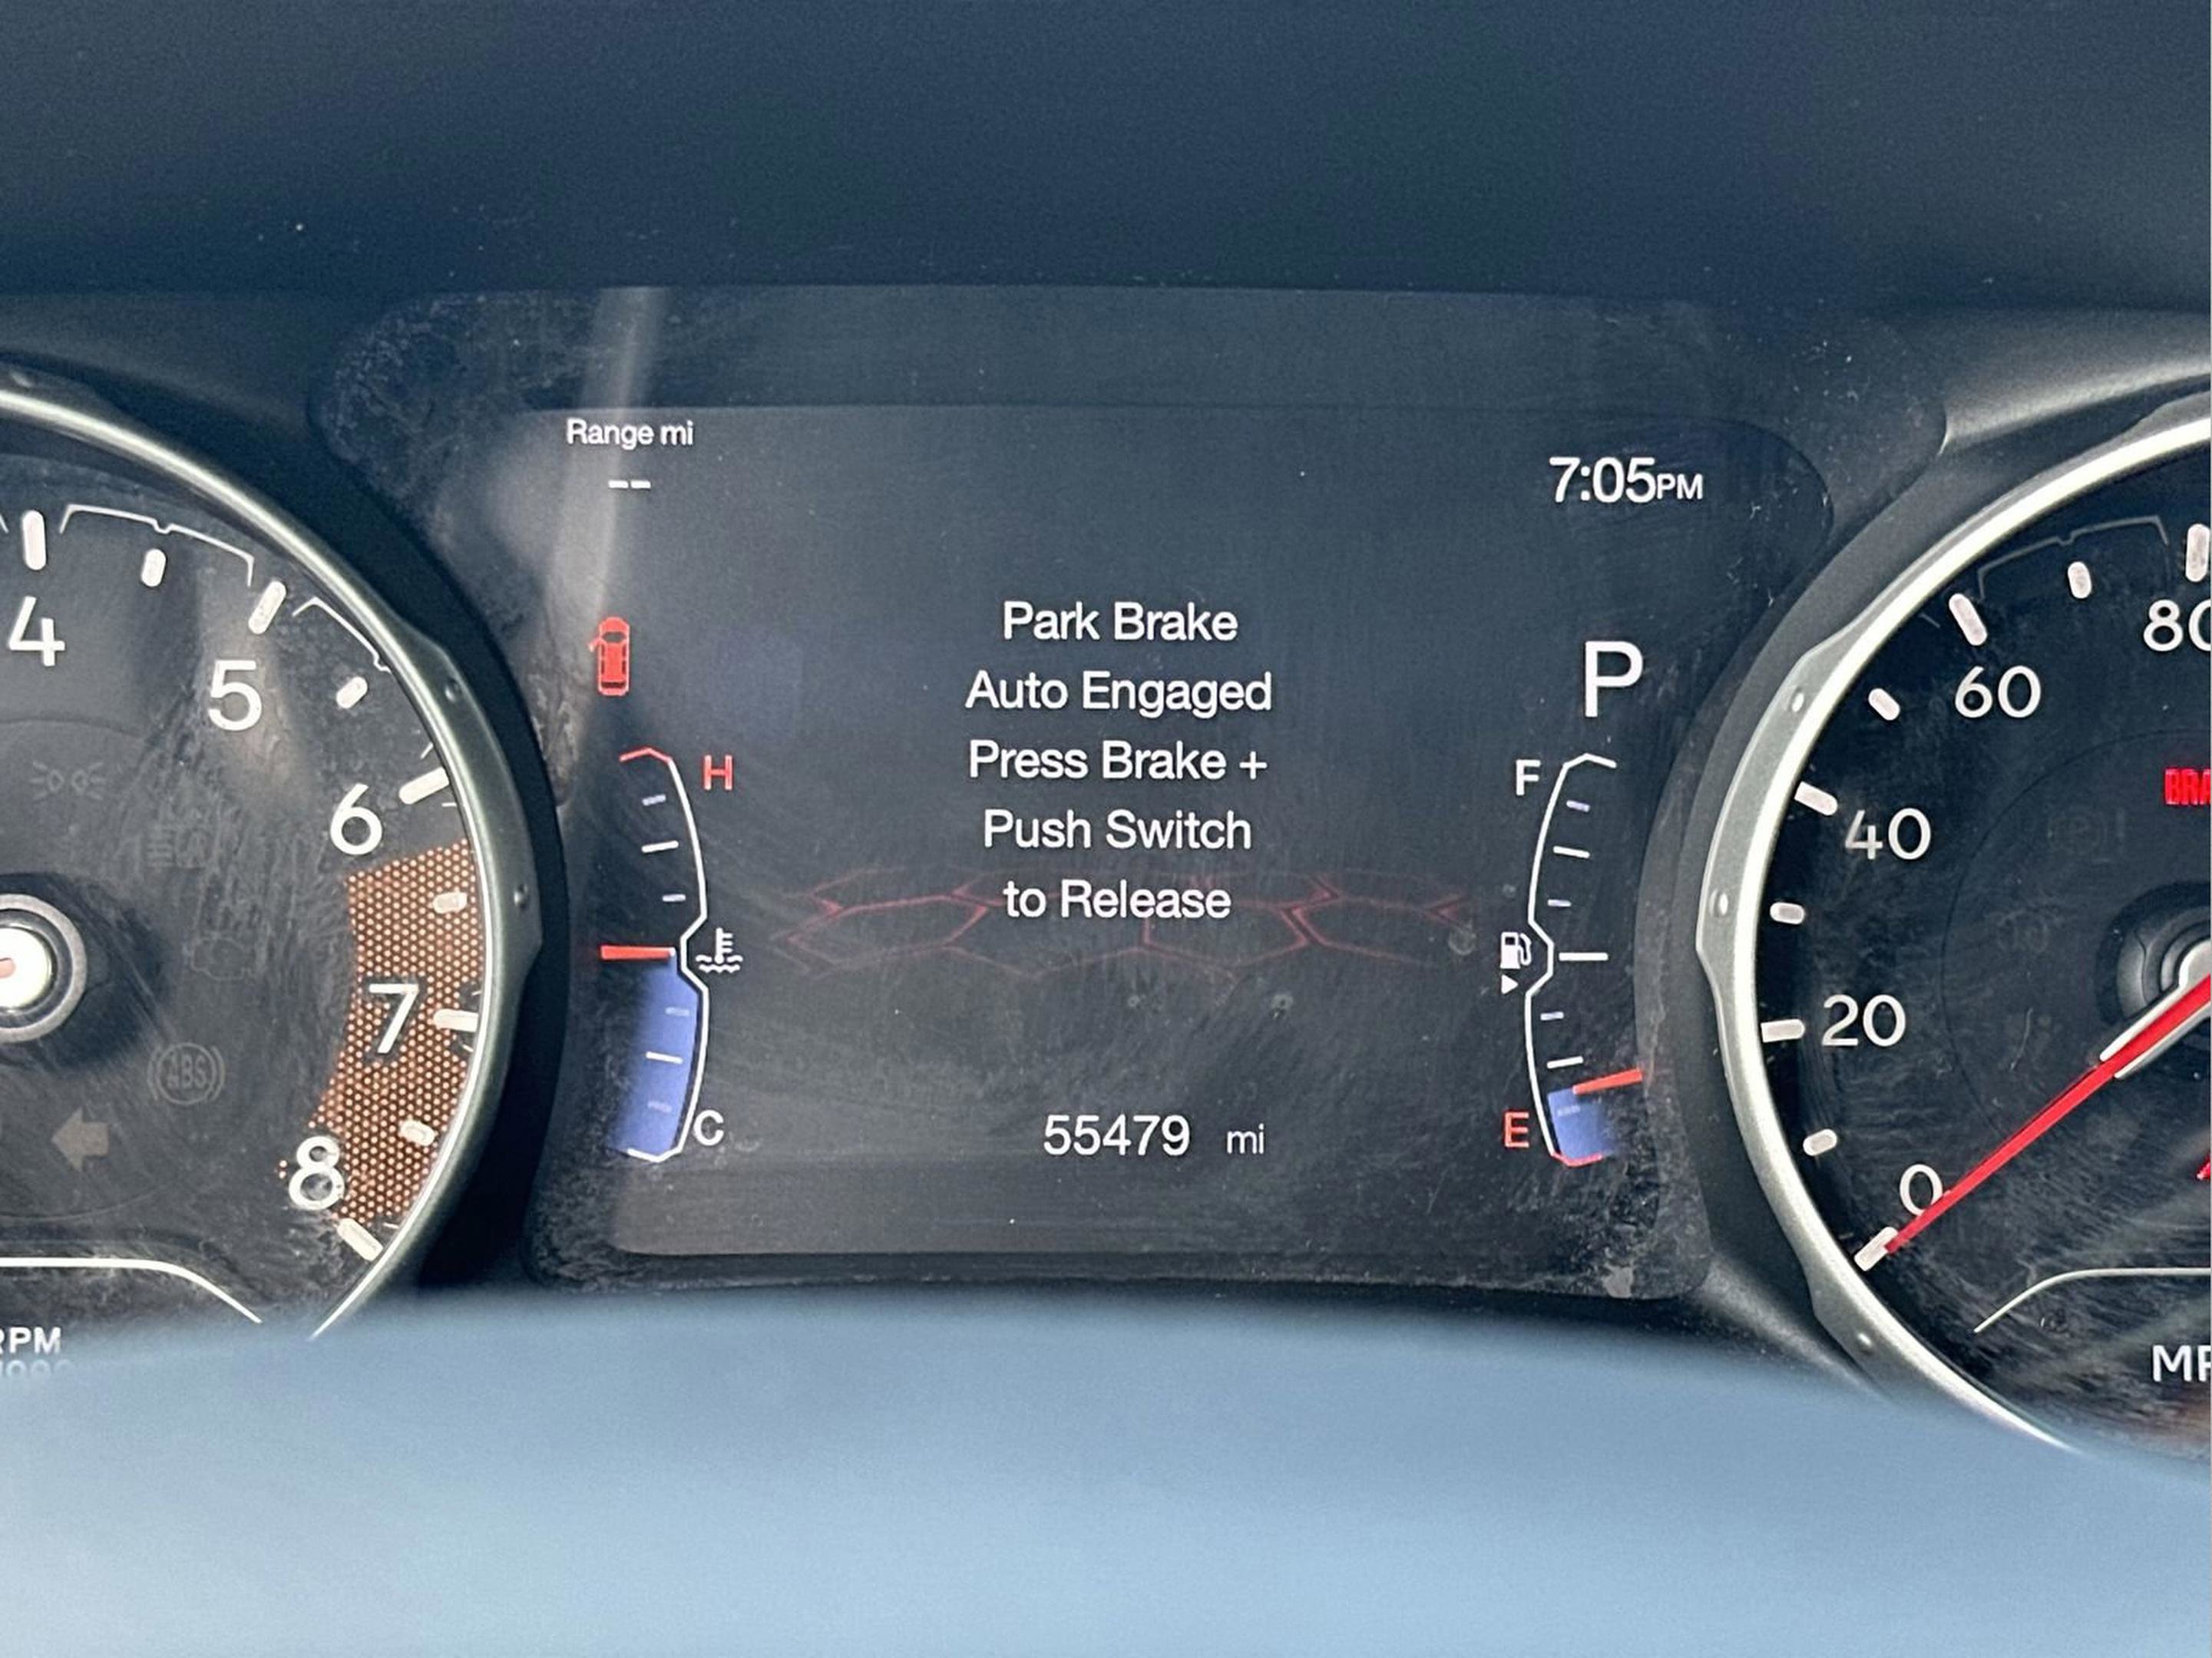 Range mi
--
7:05PM
Park Brake
Auto Engaged
Press Brake +
Push Switch
to Release
P
H
C
F
E
55479 mi
4
5
6
7
8
ABS
RPM
80
60
40
20
0